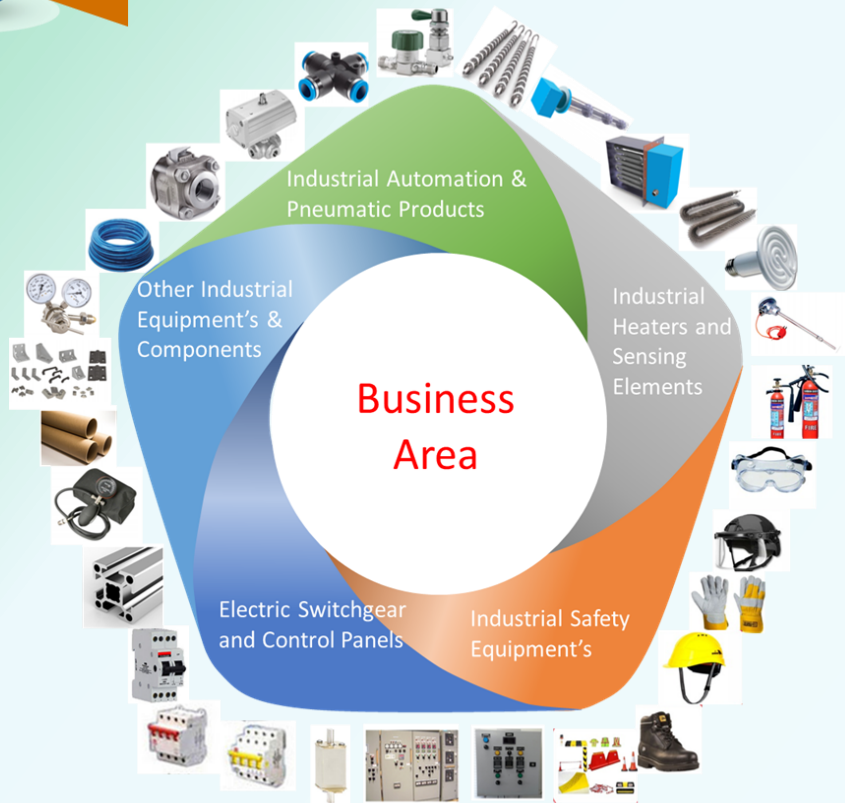 Industrial Automation &
Pneumatic Products
Other Industrial
Equipment's &
Components
Industrial
Heaters and
Sensing
Elements
Business
Area
Electric Switchgear
and Control Panels
Industrial Safety
Equipment's